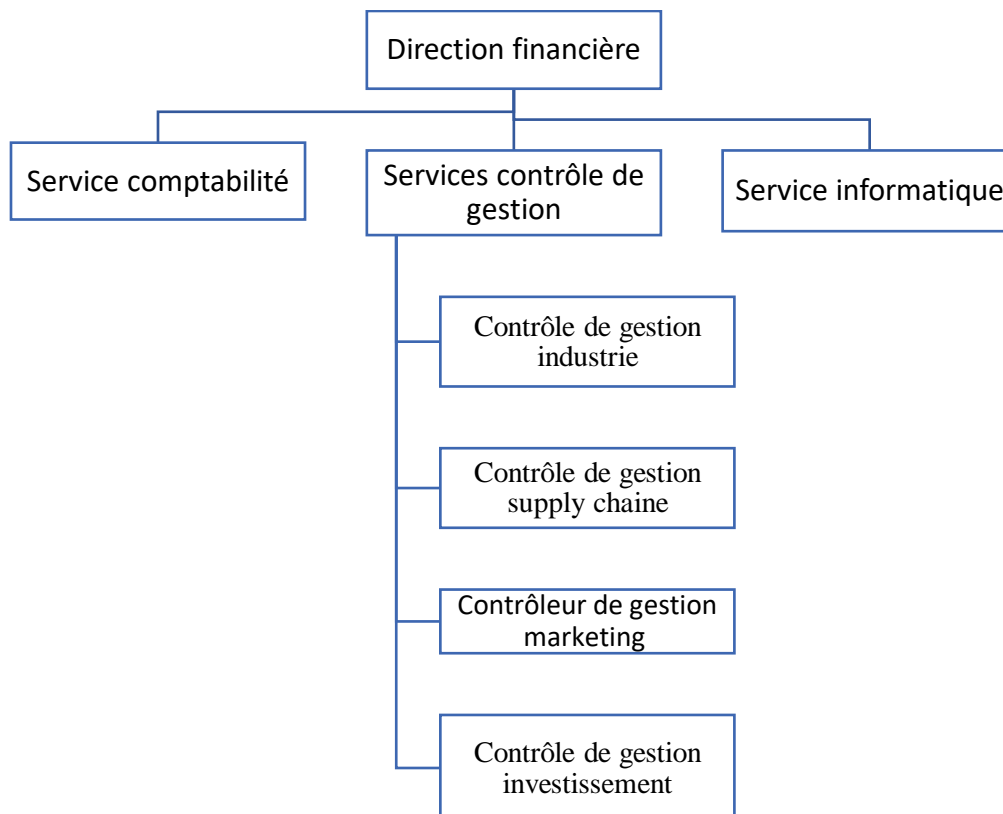 Direction financière
Service comptabilité
Services contrôle de
gestion
Service informatique
Contrôle de gestion
industrie
Contrôle de gestion
supply chaine
Contrôleur de gestion
marketing
Contrôle de gestion
investissement